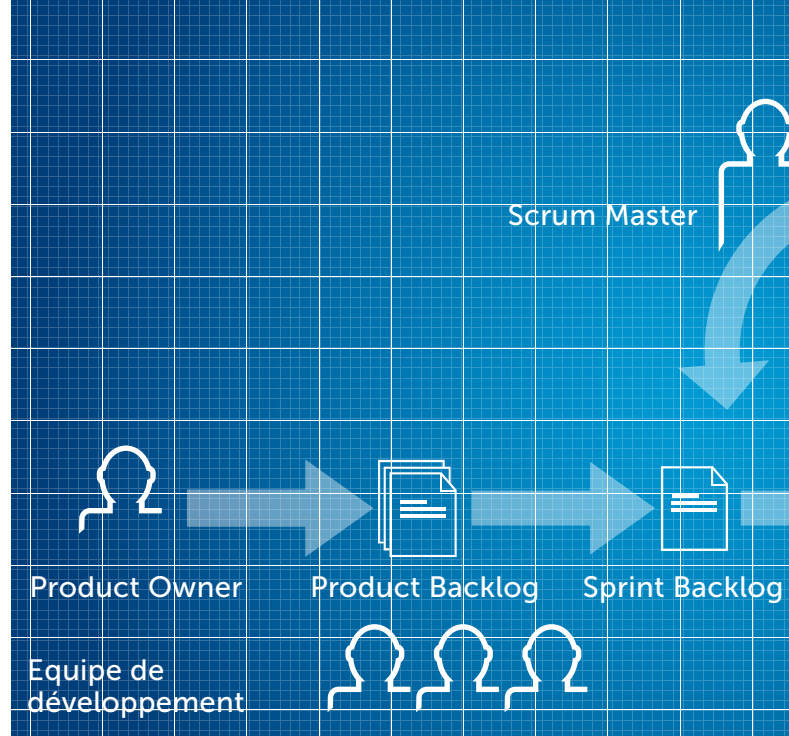 Scrum Master
Product Owner
Product Backlog
Sprint Backlog
Equipe de
développement